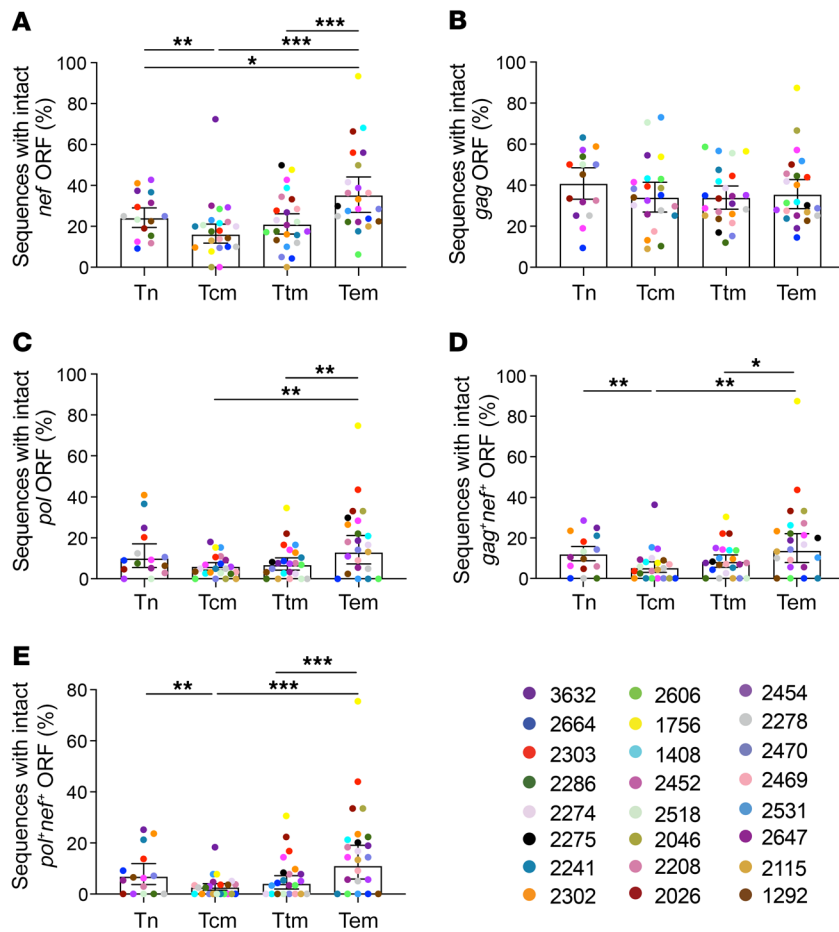 A
***
**
***
*
Sequences with intact
nef ORF (%)
100
80
60
40
20
0
Tn
Tcm
Ttm
Tem
B
Sequences with intact
gag ORF (%)
100
80
60
40
20
0
Tn
Tcm
Ttm
Tem
C
**
**
Sequences with intact
pol ORF (%)
100
80
60
40
20
0
Tn
Tcm
Ttm
Tem
D
*
**
**
Sequences with intact
gag+nef+ ORF (%)
100
80
60
40
20
0
Tn
Tcm
Ttm
Tem
E
***
**
***
Sequences with intact
pol+nef+ ORF (%)
80
60
40
20
0
Tn
Tcm
Ttm
Tem
3632
2664
2303
2286
2274
2275
2241
2302
2606
1756
1408
2452
2518
2046
2208
2026
2454
2278
2470
2469
2531
2647
2115
1292